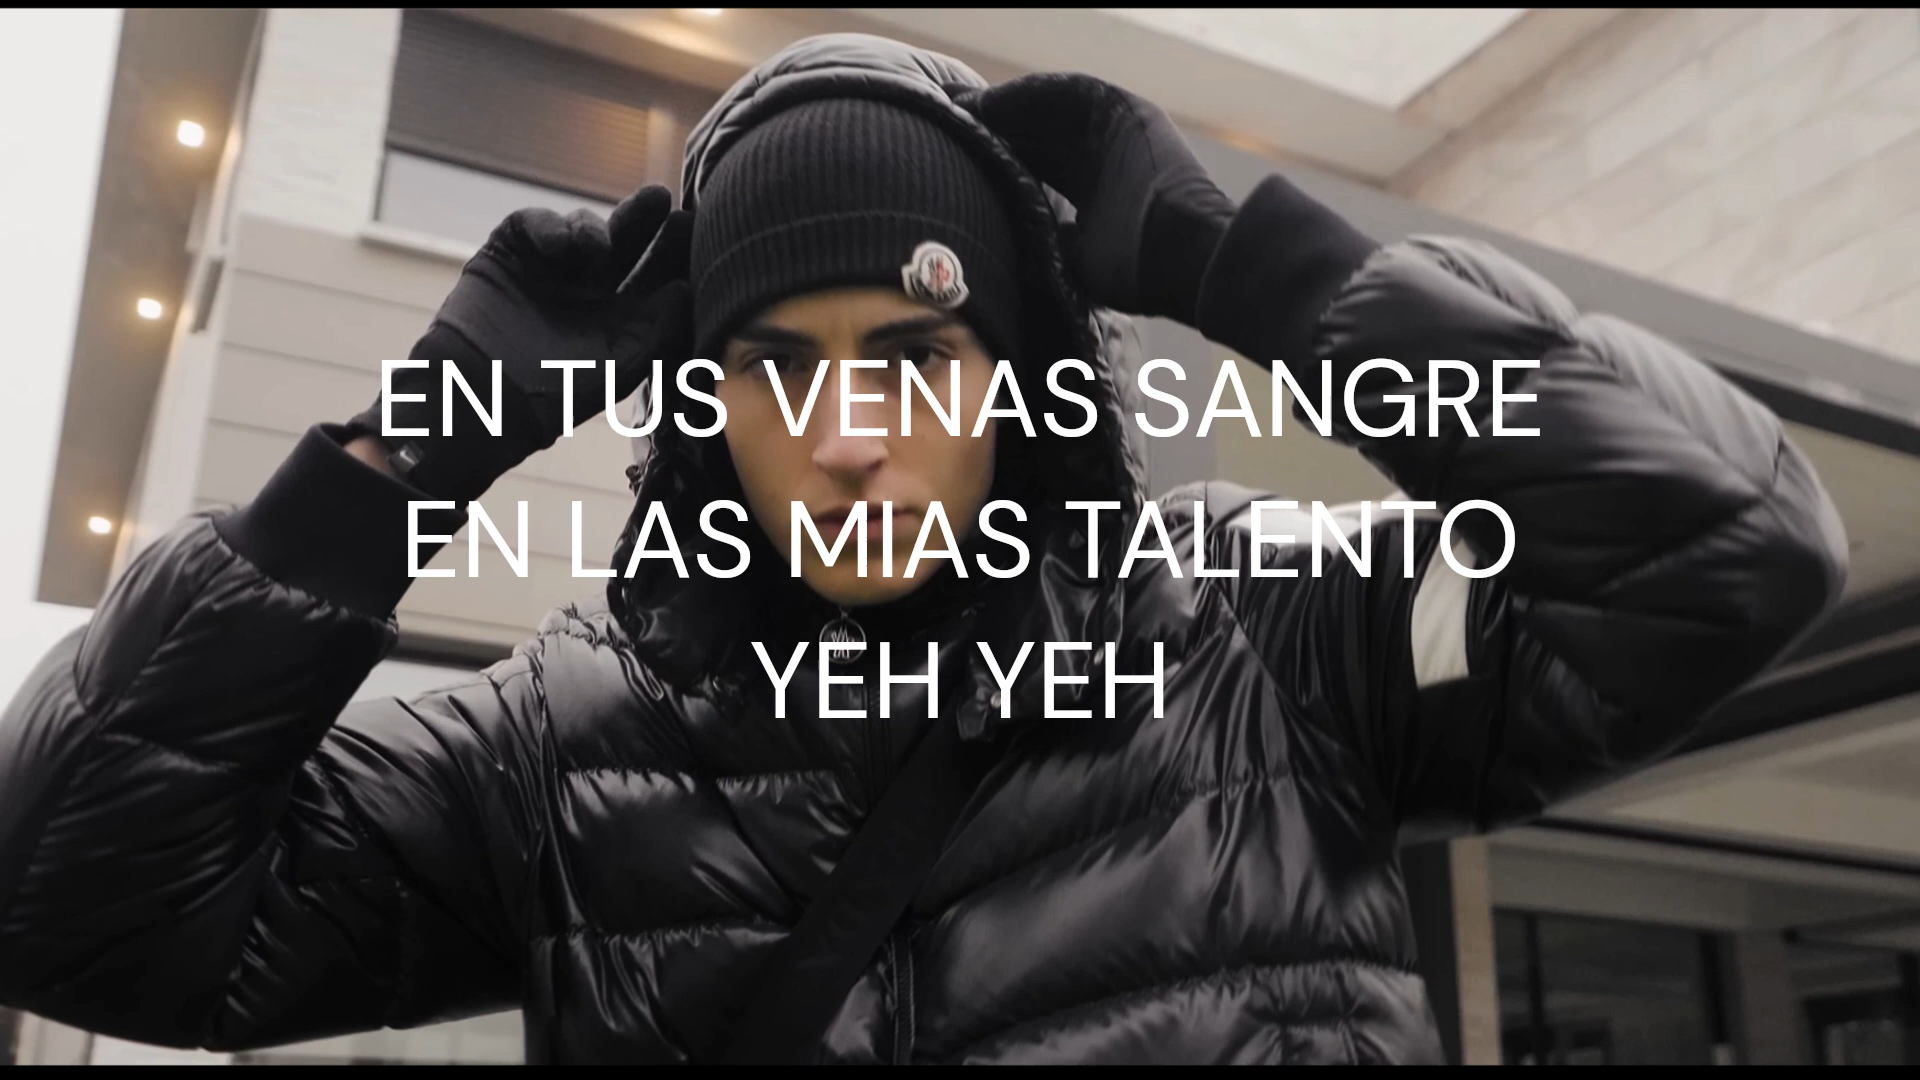 EN TUS VENAS SANGRE
EN LAS MIAS TALENTO
YEH YEH